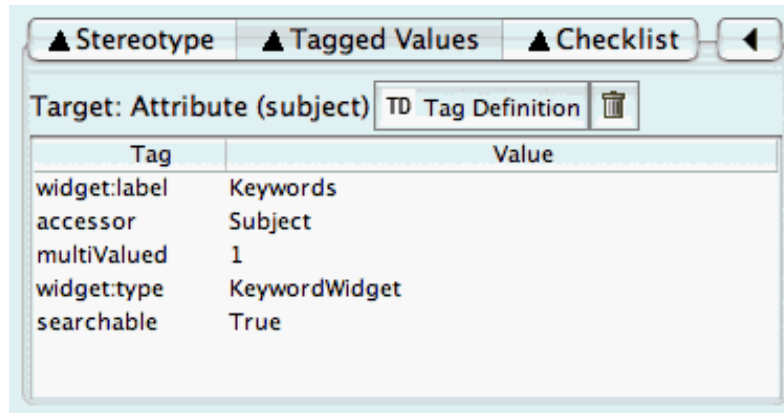 Stereotype Tagged Values Checklist
Target: Attribute (subject) TD Tag Definition
Tag Value
widget:label Keywords
accessor Subject
multiValued 1
widget:type KeywordWidget
searchable True